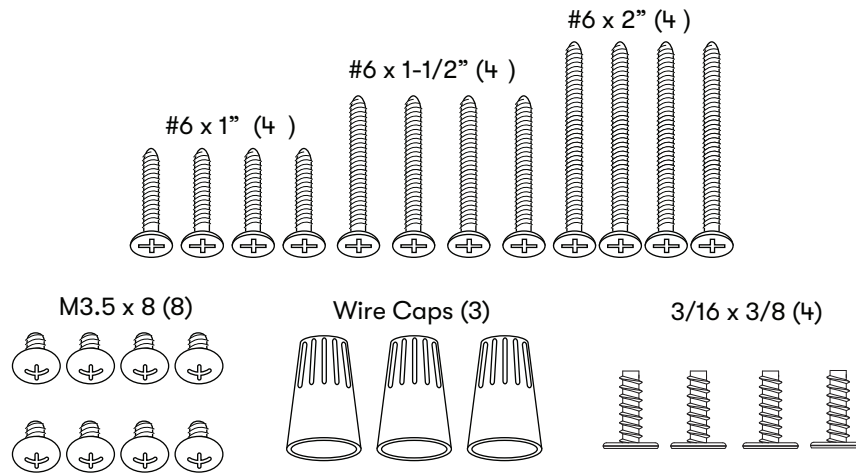 #6 x 2” (4 )
#6 x 1-1/2” (4 )
#6 x 1” (4 )
M3.5 x 8 (8)
Wire Caps (3)
3/16 x 3/8 (4)